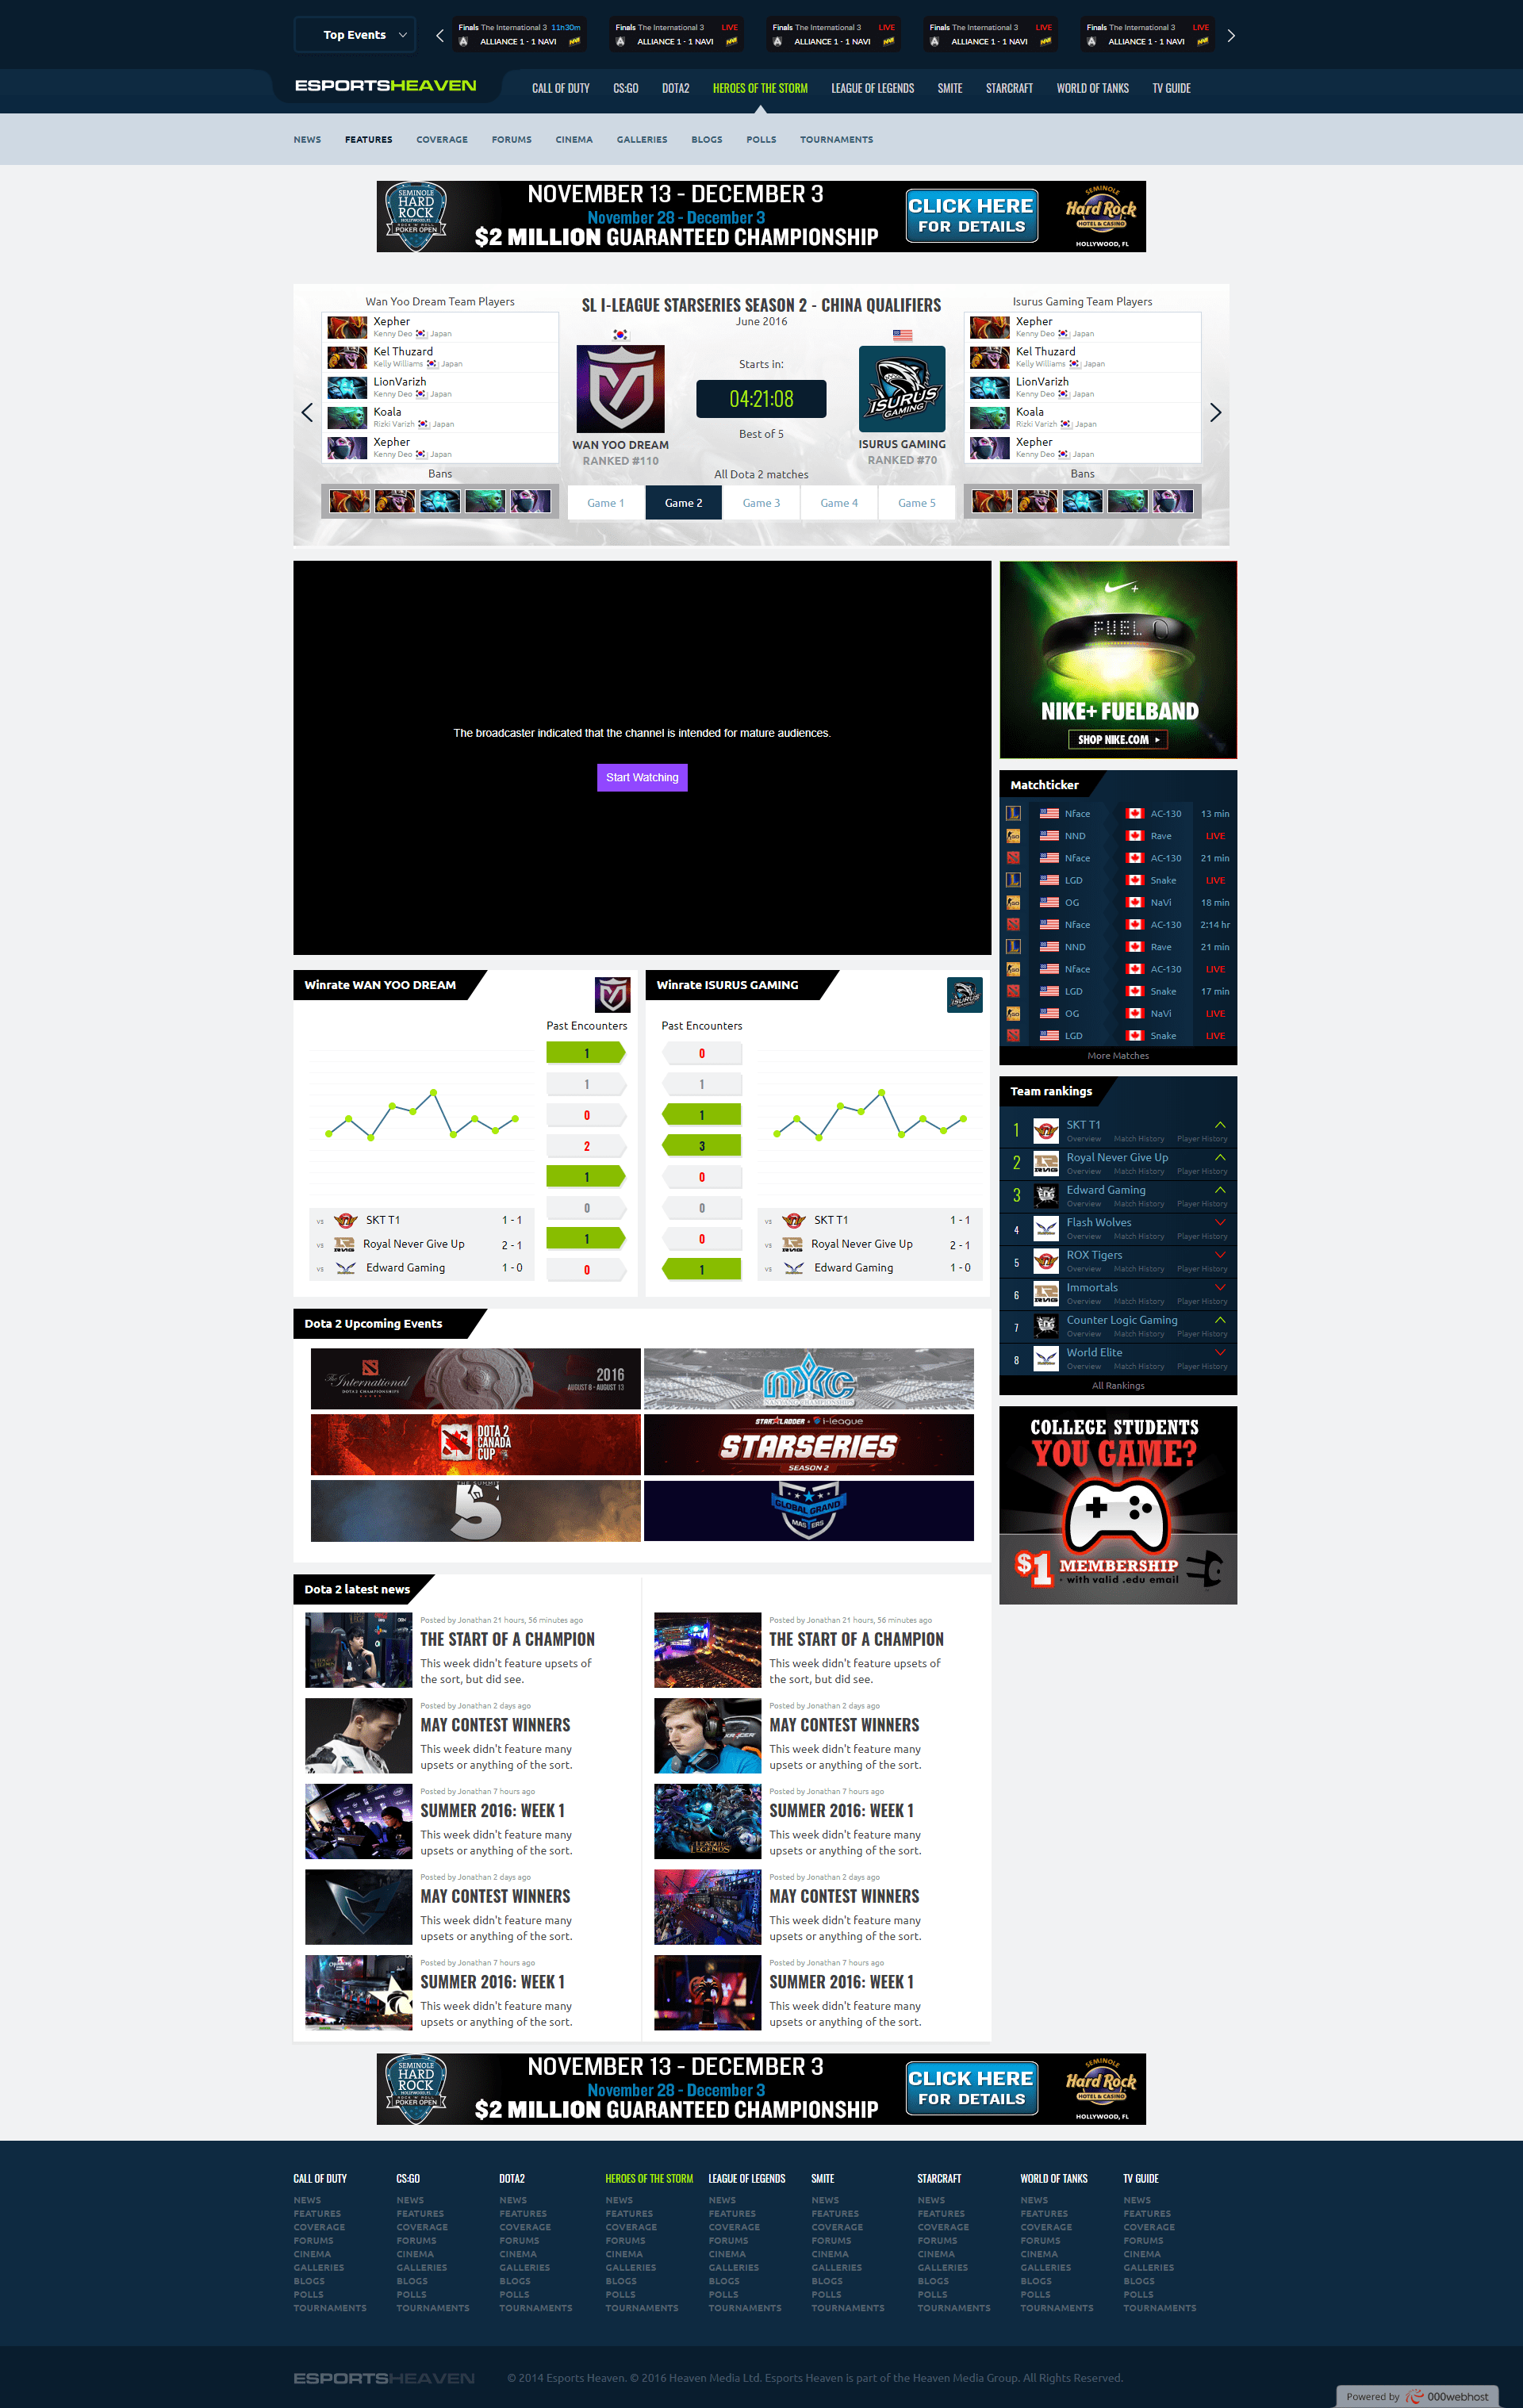 Top Events
Finals The International 3 11h30m
ALLIANCE 1 - 1 NAVI
Finals The International 3 LIVE
ALLIANCE 1 - 1 NAVI
Finals The International 3 LIVE
ALLIANCE 1 - 1 NAVI
Finals The International 3 LIVE
ALLIANCE 1 - 1 NAVI
Finals The International 3 LIVE
ALLIANCE 1 - 1 NAVI
ESPORTSHEAVEN
CALL OF DUTY CS:GO DOTA2 HEROES OF THE STORM LEAGUE OF LEGENDS SMITE STARCRAFT WORLD OF TANKS TV GUIDE
NEWS FEATURES COVERAGE FORUMS CINEMA GALLERIES BLOGS POLLS TOURNAMENTS
SEMINOLE
HARD
ROCK
HOLLYWOOD, FL
ROCK 'N' ROLL
POKER OPEN
NOVEMBER 13 - DECEMBER 3
November 28 - December 3
$2 MILLION GUARANTEED CHAMPIONSHIP
CLICK HERE
FOR DETAILS
SEMINOLE
Hard Rock
HOTEL & CASINO
HOLLYWOOD, FL
Wan Yoo Dream Team Players
Xepher
Kenny Deo Japan
Kel Thuzard
Kelly Williams Japan
LionVarizh
Kenny Deo Japan
Koala
Rizki Varizh Japan
Xepher
Kenny Deo Japan
Bans
SL I-LEAGUE STARSERIES SEASON 2 - CHINA QUALIFIERS
June 2016
Starts in:
04:21:08
Best of 5
WAN YOO DREAM
RANKED #110
ISURUS
GAMING
ISURUS GAMING
RANKED #70
All Dota 2 matches
Game 1 Game 2 Game 3 Game 4 Game 5
Isurus Gaming Team Players
Xepher
Kenny Deo Japan
Kel Thuzard
Kelly Williams Japan
LionVarizh
Kenny Deo Japan
Koala
Rizki Varizh Japan
Xepher
Kenny Deo Japan
Bans
The broadcaster indicated that the channel is intended for mature audiences.
Start Watching
FUEL
NIKE+ FUELBAND
SHOP NIKE.COM
Matchticker
Nface AC-130 13 min
NND Rave LIVE
Nface AC-130 21 min
LGD Snake LIVE
OG NaVi 18 min
Nface AC-130 2:14 hr
NND Rave 21 min
Nface AC-130 LIVE
LGD Snake 17 min
OG NaVi LIVE
LGD Snake LIVE
More Matches
Winrate WAN YOO DREAM
Past Encounters
1
1
0
2
1
0
1
0
vs SKT T1 1 - 1
vs Royal Never Give Up 2 - 1
vs Edward Gaming 1 - 0
Winrate ISURUS GAMING
Past Encounters
0
1
1
3
0
0
0
1
vs SKT T1 1 - 1
vs Royal Never Give Up 2 - 1
vs Edward Gaming 1 - 0
Team rankings
1 SKT T1
Overview Match History Player History
2 Royal Never Give Up
Overview Match History Player History
3 Edward Gaming
Overview Match History Player History
4 Flash Wolves
Overview Match History Player History
5 ROX Tigers
Overview Match History Player History
6 Immortals
Overview Match History Player History
7 Counter Logic Gaming
Overview Match History Player History
8 World Elite
Overview Match History Player History
All Rankings
Dota 2 Upcoming Events
The International
DOTA2 CHAMPIONSHIPS
2016
AUGUST 8 - AUGUST 13
NYC
NANYANG CHAMPIONSHIPS
DOTA 2
CANADA
CUP
STARLADDER i-league
STARSERIES
SEASON 2
THE SUMMIT
5
GLOBAL GRAND
MASTERS
COLLEGE STUDENTS
YOU GAME?
$1 MEMBERSHIP
with valid .edu email
Dota 2 latest news
Posted by Jonathan 21 hours, 56 minutes ago
THE START OF A CHAMPION
This week didn't feature upsets of
the sort, but did see.
Posted by Jonathan 2 days ago
MAY CONTEST WINNERS
This week didn't feature many
upsets or anything of the sort.
Posted by Jonathan 7 hours ago
SUMMER 2016: WEEK 1
This week didn't feature many
upsets or anything of the sort.
Posted by Jonathan 2 days ago
MAY CONTEST WINNERS
This week didn't feature many
upsets or anything of the sort.
Posted by Jonathan 7 hours ago
SUMMER 2016: WEEK 1
This week didn't feature many
upsets or anything of the sort.
Posted by Jonathan 21 hours, 56 minutes ago
THE START OF A CHAMPION
This week didn't feature upsets of
the sort, but did see.
Posted by Jonathan 2 days ago
MAY CONTEST WINNERS
This week didn't feature many
upsets or anything of the sort.
LEAGUE OF
LEGENDS
Posted by Jonathan 7 hours ago
SUMMER 2016: WEEK 1
This week didn't feature many
upsets or anything of the sort.
Posted by Jonathan 2 days ago
MAY CONTEST WINNERS
This week didn't feature many
upsets or anything of the sort.
Posted by Jonathan 7 hours ago
SUMMER 2016: WEEK 1
This week didn't feature many
upsets or anything of the sort.
SEMINOLE
HARD
ROCK
HOLLYWOOD, FL
ROCK 'N' ROLL
POKER OPEN
NOVEMBER 13 - DECEMBER 3
November 28 - December 3
$2 MILLION GUARANTEED CHAMPIONSHIP
CLICK HERE
FOR DETAILS
SEMINOLE
Hard Rock
HOTEL & CASINO
HOLLYWOOD, FL
CALL OF DUTY CS:GO DOTA2 HEROES OF THE STORM LEAGUE OF LEGENDS SMITE STARCRAFT WORLD OF TANKS TV GUIDE
NEWS NEWS NEWS NEWS NEWS NEWS NEWS NEWS NEWS
FEATURES FEATURES FEATURES FEATURES FEATURES FEATURES FEATURES FEATURES FEATURES
COVERAGE COVERAGE COVERAGE COVERAGE COVERAGE COVERAGE COVERAGE COVERAGE COVERAGE
FORUMS FORUMS FORUMS FORUMS FORUMS FORUMS FORUMS FORUMS FORUMS
CINEMA CINEMA CINEMA CINEMA CINEMA CINEMA CINEMA CINEMA CINEMA
GALLERIES GALLERIES GALLERIES GALLERIES GALLERIES GALLERIES GALLERIES GALLERIES GALLERIES
BLOGS BLOGS BLOGS BLOGS BLOGS BLOGS BLOGS BLOGS BLOGS
POLLS POLLS POLLS POLLS POLLS POLLS POLLS POLLS POLLS
TOURNAMENTS TOURNAMENTS TOURNAMENTS TOURNAMENTS TOURNAMENTS TOURNAMENTS TOURNAMENTS TOURNAMENTS TOURNAMENTS
ESPORTSHEAVEN © 2014 Esports Heaven. © 2016 Heaven Media Ltd. Esports Heaven is part of the Heaven Media Group. All Rights Reserved.
Powered by 000webhost